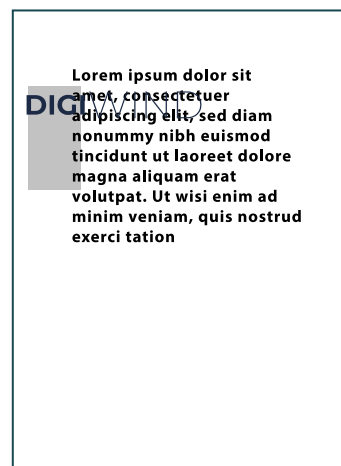 Lorem ipsum dolor sit
amet, consectetuer
DIGIWIND
adipiscing elit, sed diam
nonummy nibh euismod
tincidunt ut laoreet dolore
magna aliquam erat
volutpat. Ut wisi enim ad
minim veniam, quis nostrud
exerci tation